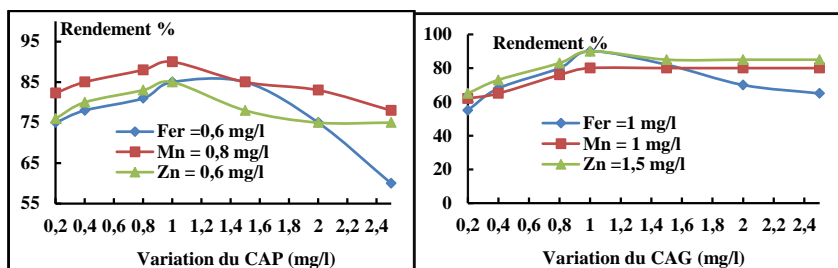 Rendement %
95
85
75
65
55
Fer =0,6 mg/l
Mn = 0,8 mg/l
Zn = 0,6 mg/l
0,2 0,4 0,6 0,8 1 1,2 1,4 1,6 1,8 2 2,2 2,4
Variation du CAP (mg/l)
Rendement %
100
80
60
40
20
0
Fer =1 mg/l
Mn = 1 mg/l
Zn =1,5 mg/l
0,2 0,4 0,6 0,8 1 1,2 1,4 1,6 1,8 2 2,2 2,4
Variation du CAG (mg/l)